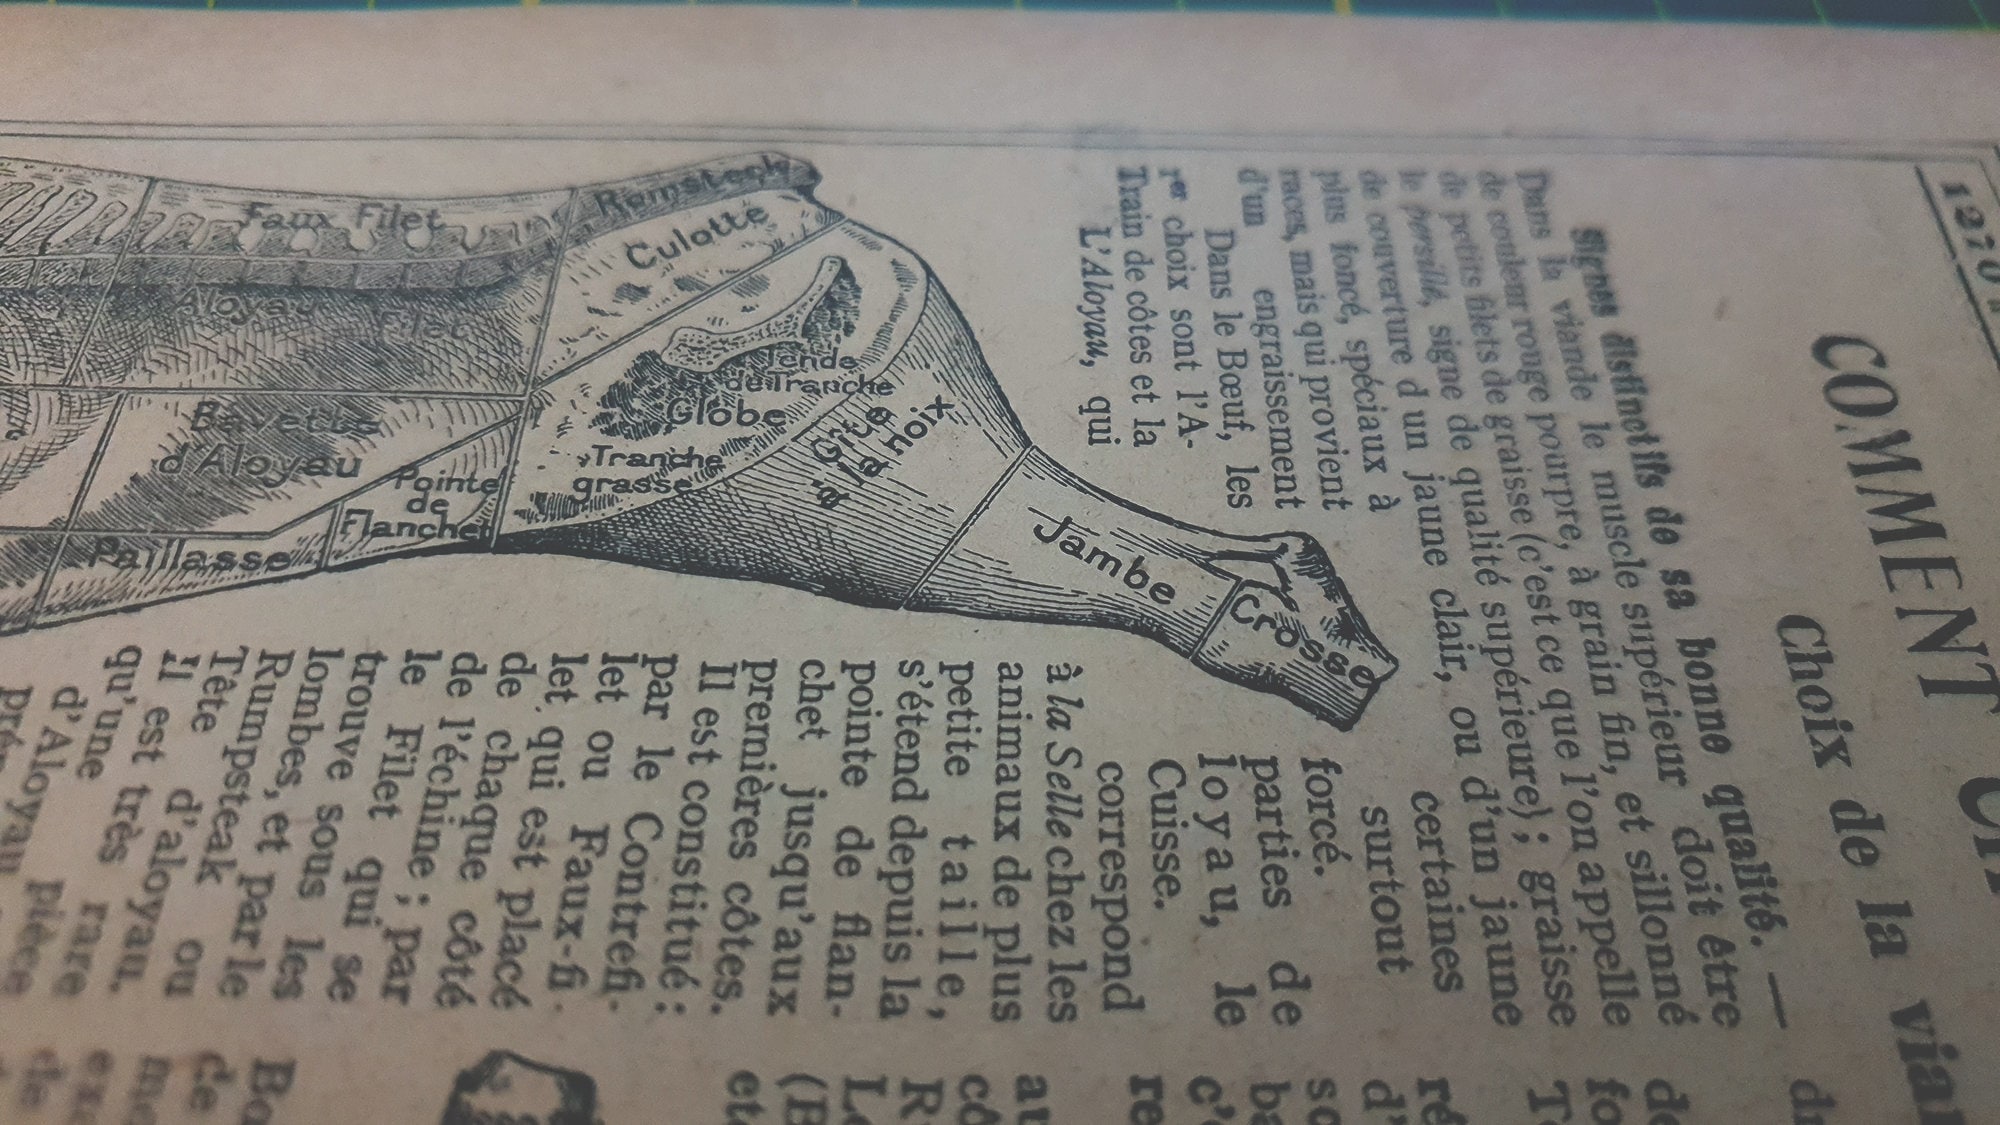 1270
COMMENT
Choix de la
Signes distinctifs de sa bonne qualité. —
Dans la viande le muscle supérieur doit être
de couleur rouge pourpre, à grain fin, et sillonné
de petits filets de graisse (c'est ce que l'on appelle
le persillé, signe de qualité supérieure); graisse
de couverture d'un jaune clair, ou d'un jaune
plus foncé, spéciaux à certaines
races, mais qui provient surtout
d'un engraissement forcé.
Dans le Bœuf, les parties de
1er choix sont l'A- loyau, le
Train de côtes et la Cuisse.
L'Aloyau, qui correspond
à la Selle chez les
animaux de plus
petite taille,
s'étend depuis la
pointe de flan-
chet jusqu'aux
premières côtes.
Il est constitué :
par le Contrefi-
let ou Faux-fi-
let qui est placé
de chaque côté
de l'échine ; par
le Filet qui se
trouve sous les
lombes, et par le
Rumpsteak ou
Tête d'aloyau.
Il est très rare
qu'une pièce
d'Aloyau
Crosse
Jambe
Gîte
à la noix
Romsteck
Culotte
Tende
de Tranche
Globe
Tranche
grasse
Faux Filet
Aloyau Filet
Bavette
d'Aloyau
Pointe
de
Flanchet
Paillasse